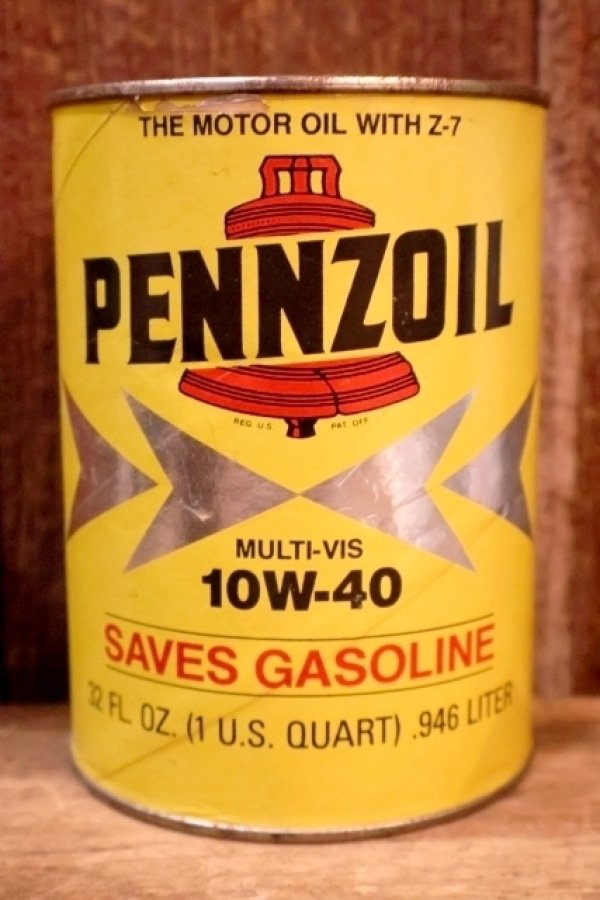 THE MOTOR OIL WITH Z-7
PENNZOIL
REG. U.S. PAT. OFF.
MULTI-VIS
10W-40
SAVES GASOLINE
32 FL. OZ. (1 U.S. QUART) .946 LITER